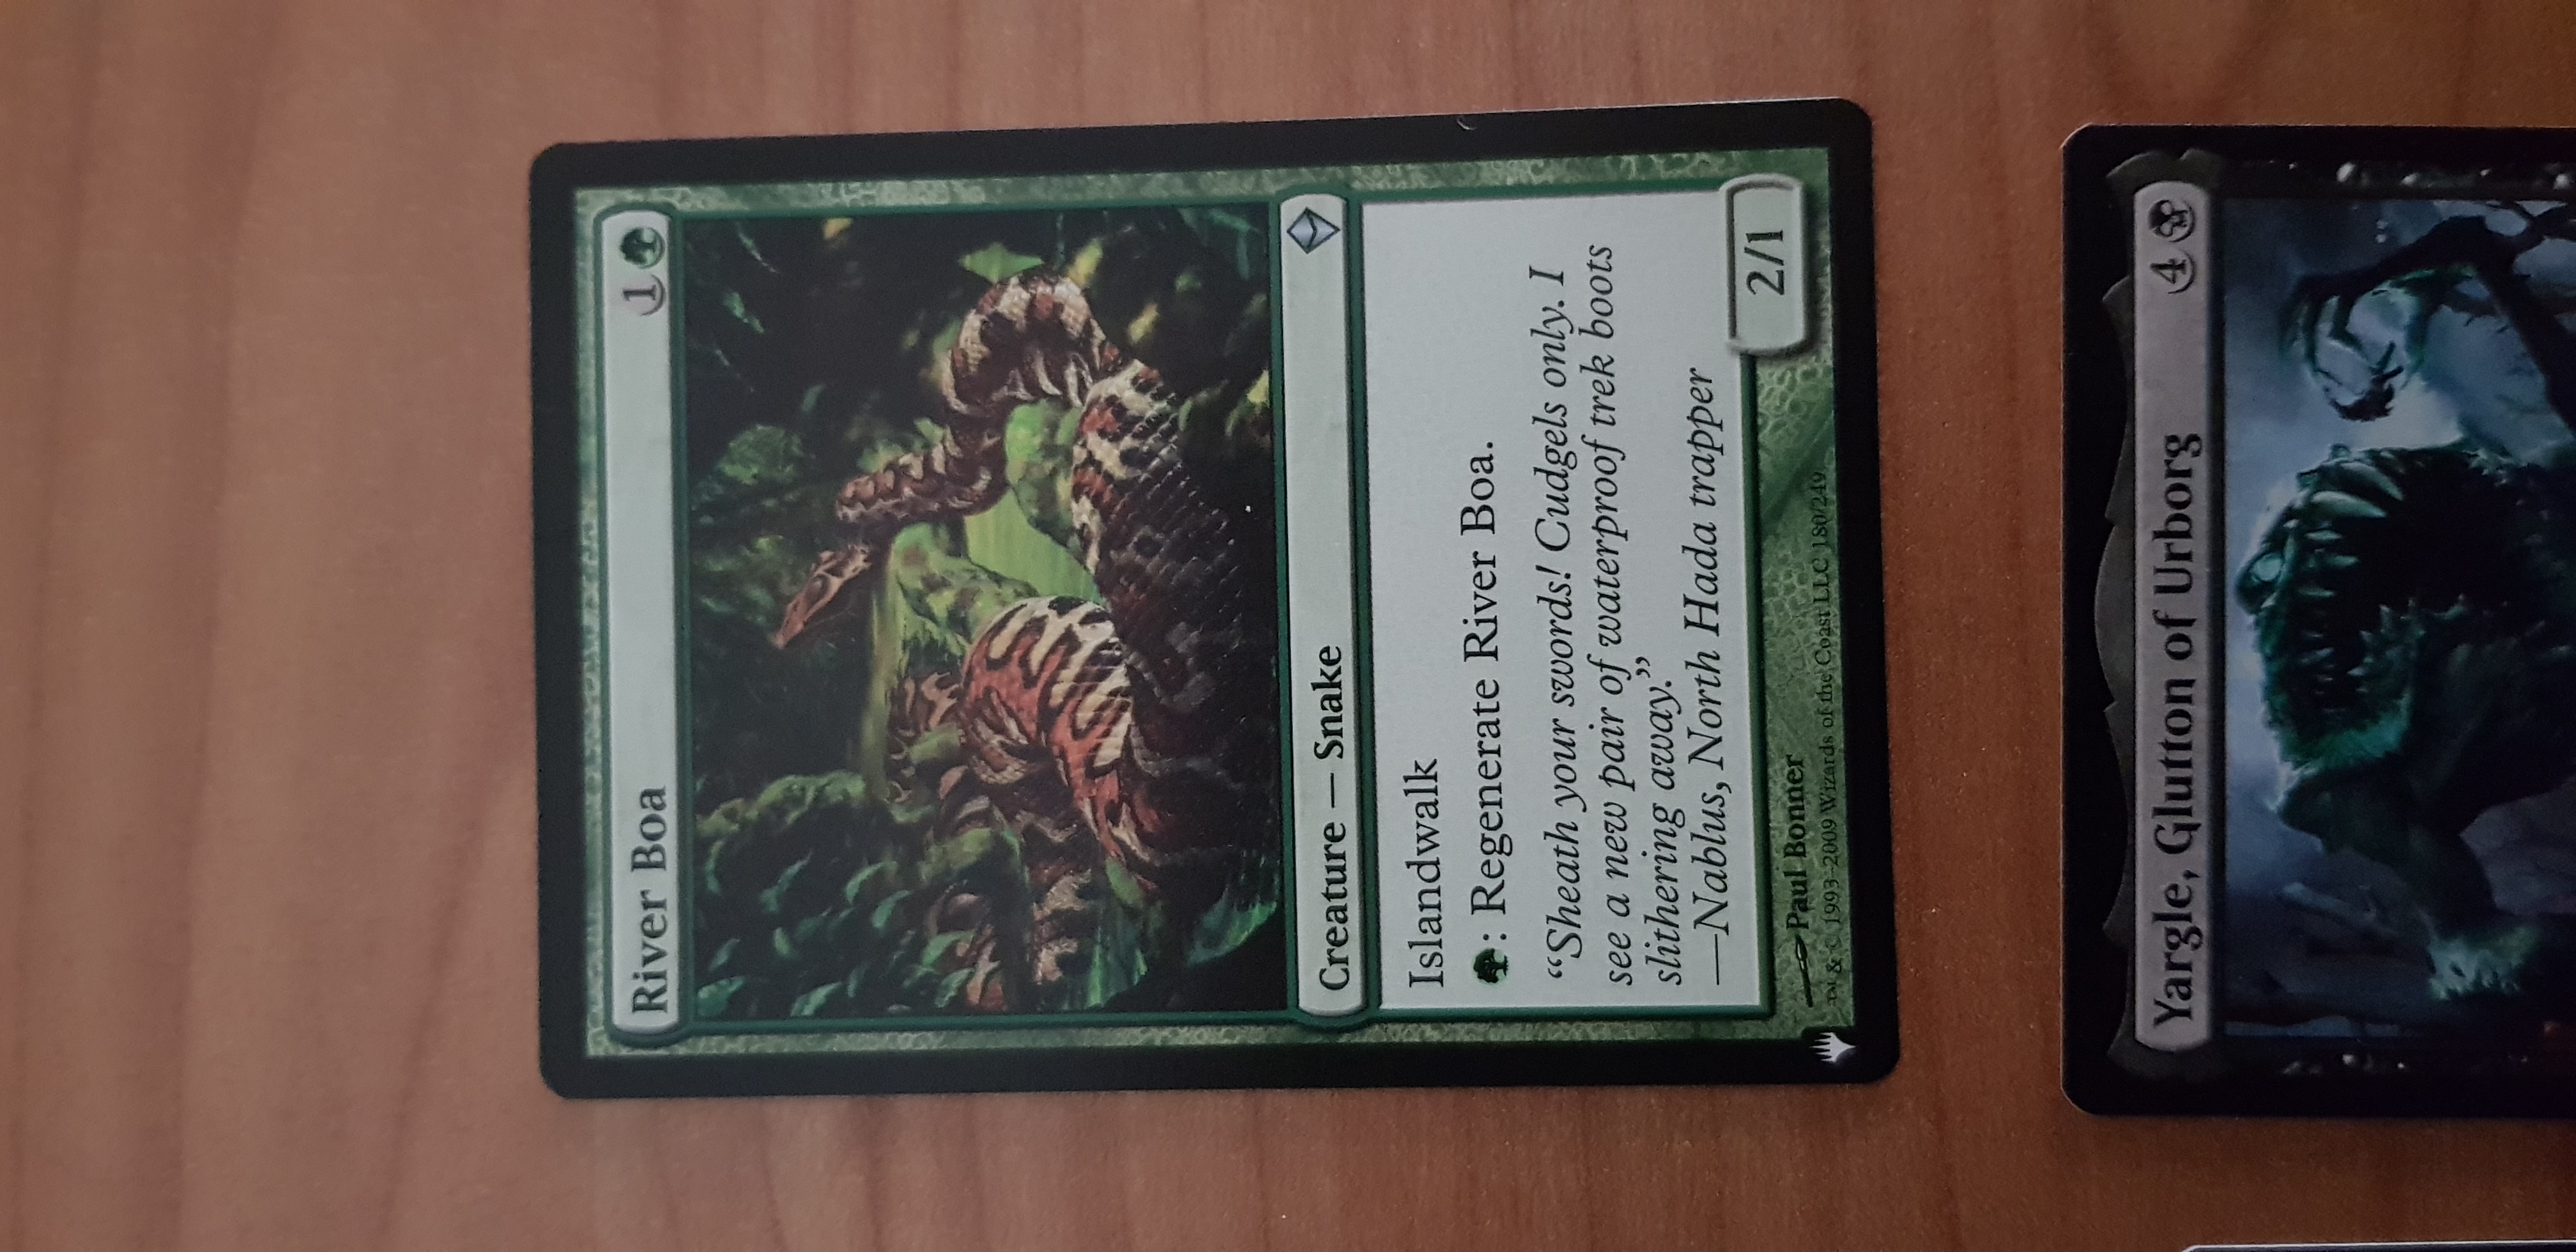 River Boa 1
Creature — Snake
Islandwalk
: Regenerate River Boa.
“Sheath your swords! Cudgels only. I
see a new pair of waterproof trek boots
slithering away.”
—Nablus, North Hada trapper
2/1
Paul Bonner
™ & © 1993–2009 Wizards of the Coast LLC 180/249
Yargle, Glutton of Urborg 4